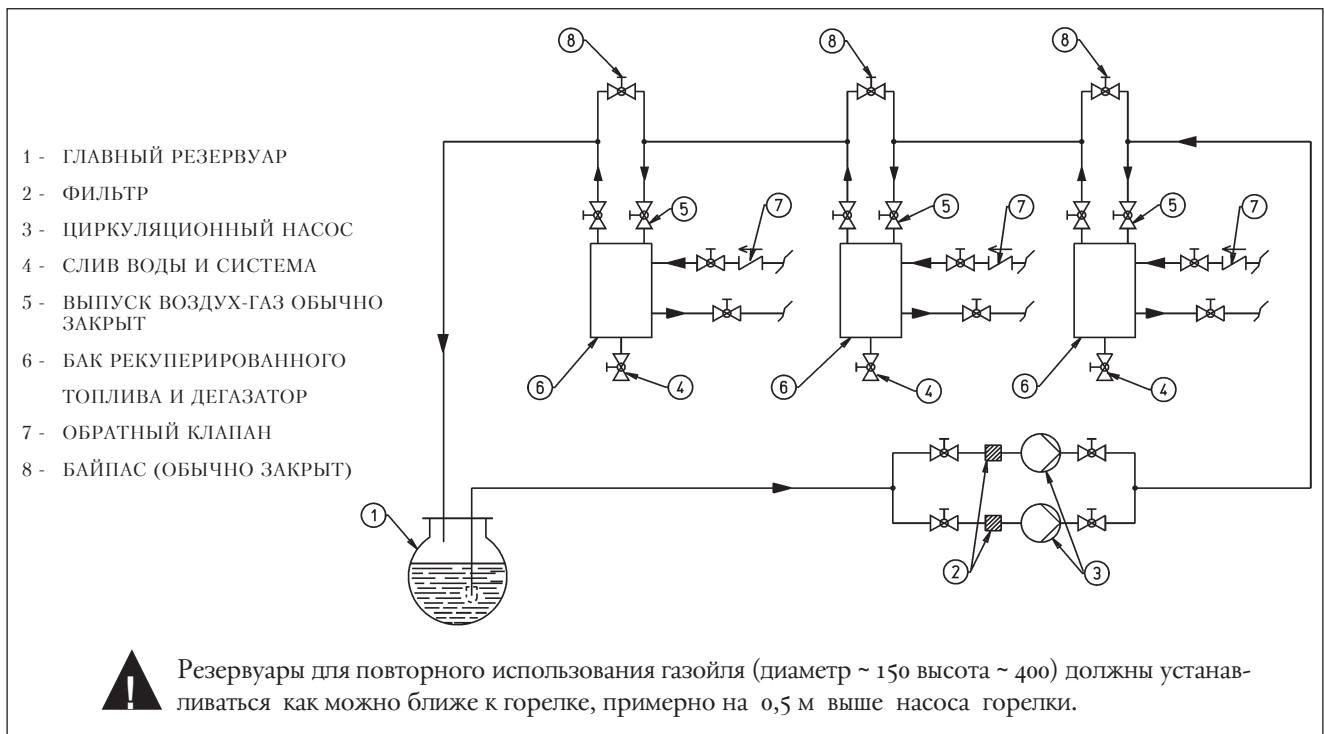 8
8
8
1 - ГЛАВНЫЙ РЕЗЕРВУАР
2 - ФИЛЬТР
3 - ЦИРКУЛЯЦИОННЫЙ НАСОС
4 - СЛИВ ВОДЫ И СИСТЕМА
5 - ВЫПУСК ВОЗДУХ-ГАЗ ОБЫЧНО
ЗАКРЫТ
6 - БАК РЕКУПЕРИРОВАННОГО
ТОПЛИВА И ДЕГАЗАТОР
7 - ОБРАТНЫЙ КЛАПАН
8 - БАЙПАС (ОБЫЧНО ЗАКРЫТ)
5
7
5
7
5
7
6
4
6
4
6
4
1
2
3
! Резервуары для повторного использования газойля (диаметр ~ 150 высота ~ 400) должны устанав-
ливаться как можно ближе к горелке, примерно на 0,5 м выше насоса горелки.